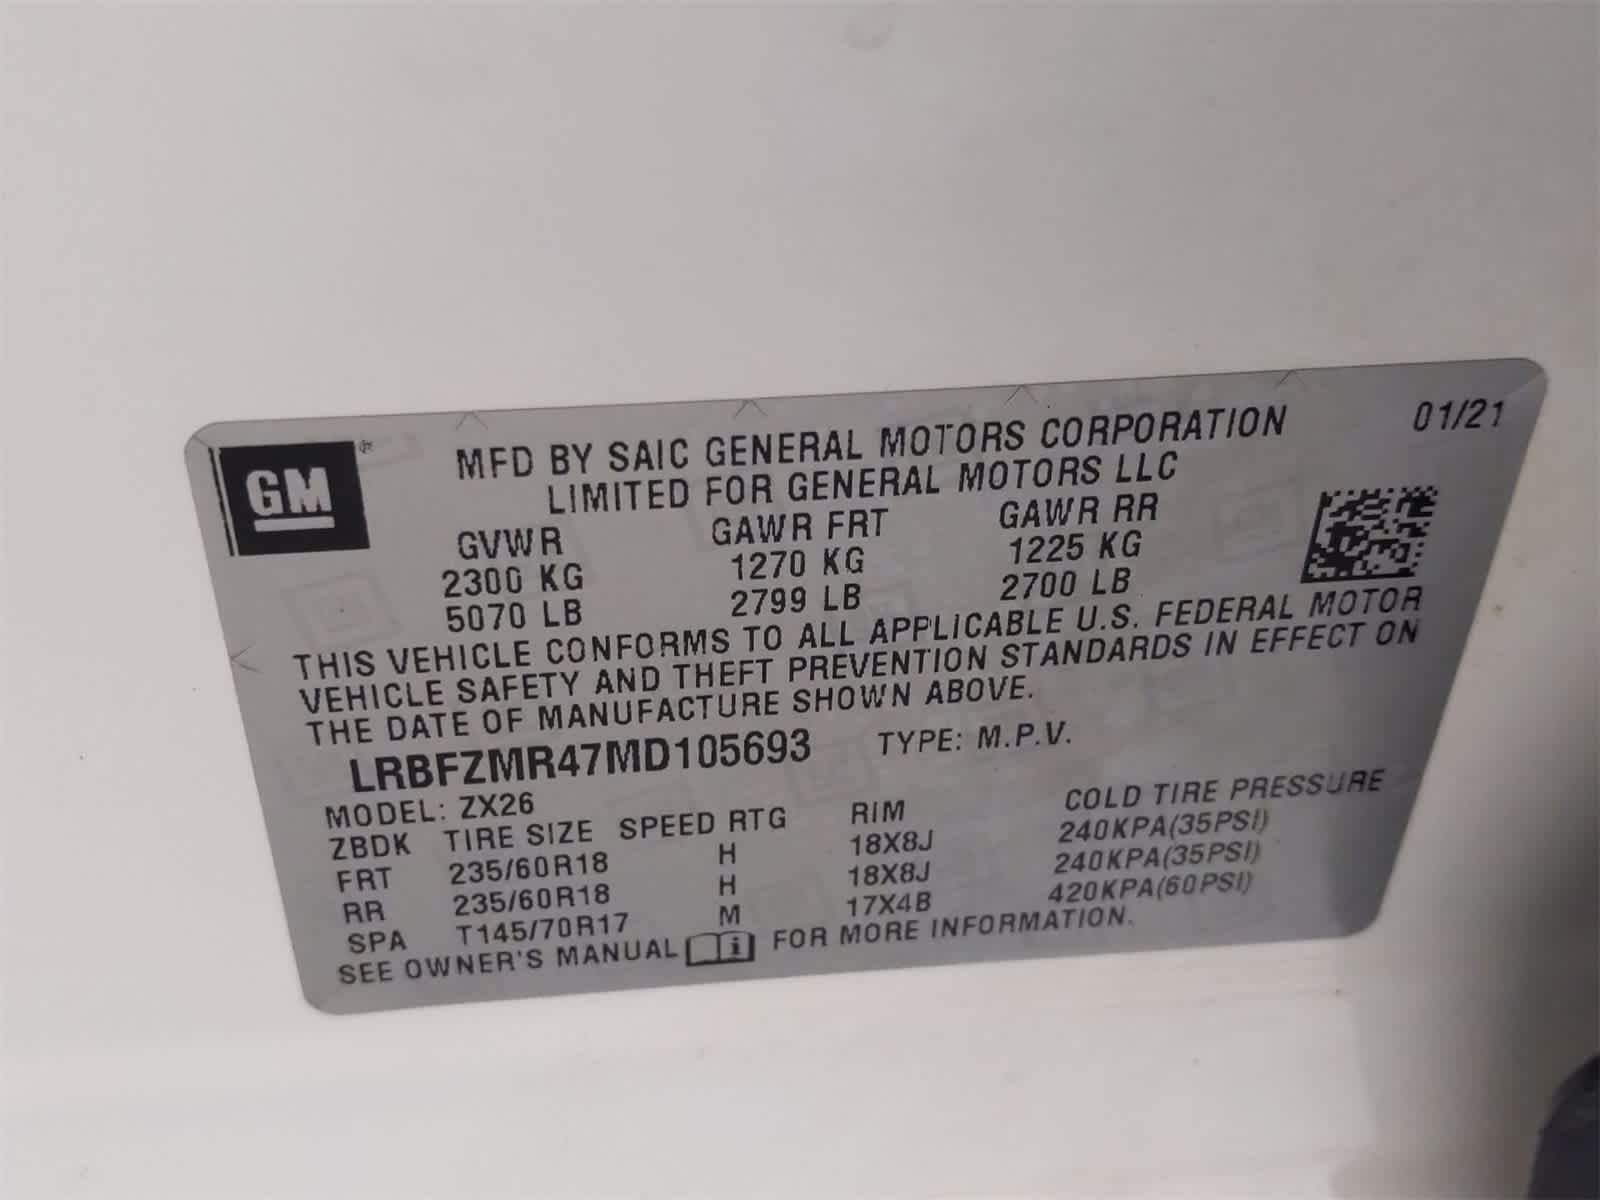 GM
MFD BY SAIC GENERAL MOTORS CORPORATION 01/21
LIMITED FOR GENERAL MOTORS LLC
GVWR GAWR FRT GAWR RR
2300 KG 1270 KG 1225 KG
5070 LB 2799 LB 2700 LB
THIS VEHICLE CONFORMS TO ALL APPLICABLE U.S. FEDERAL MOTOR
VEHICLE SAFETY AND THEFT PREVENTION STANDARDS IN EFFECT ON
THE DATE OF MANUFACTURE SHOWN ABOVE.
LRBFZMR47MD105693 TYPE: M.P.V.
MODEL: ZX26
ZBDK TIRE SIZE SPEED RTG RIM COLD TIRE PRESSURE
FRT 235/60R18 H 18X8J 240KPA(35PSI)
RR 235/60R18 H 18X8J 240KPA(35PSI)
SPA T145/70R17 M 17X4B 420KPA(60PSI)
SEE OWNER'S MANUAL i FOR MORE INFORMATION.